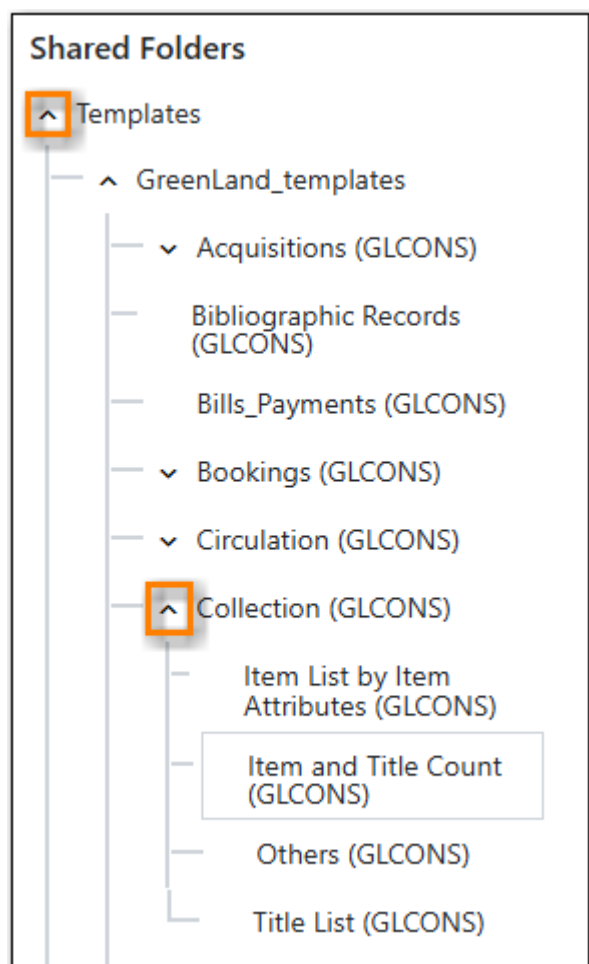 Shared Folders
Templates
GreenLand_templates
Acquisitions (GLCONS)
Bibliographic Records
(GLCONS)
Bills_Payments (GLCONS)
Bookings (GLCONS)
Circulation (GLCONS)
Collection (GLCONS)
Item List by Item
Attributes (GLCONS)
Item and Title Count
(GLCONS)
Others (GLCONS)
Title List (GLCONS)